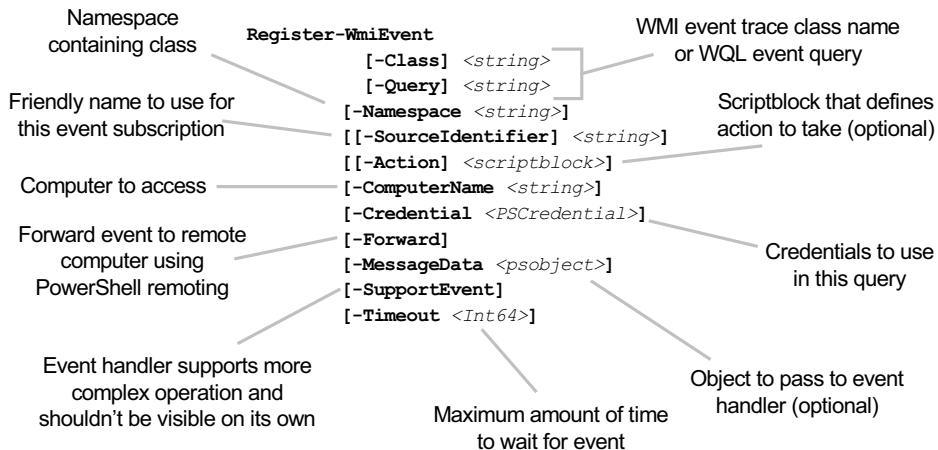 Namespace
containing class
Register-WmiEvent
WMI event trace class name
or WQL event query
[-Class] <string>
[-Query] <string>
Friendly name to use for
this event subscription
[-Namespace <string>]
[[-SourceIdentifier] <string>]
[[-Action] <scriptblock>]
Scriptblock that defines
action to take (optional)
Computer to access
[-ComputerName <string>]
[-Credential <PSCredential>]
Forward event to remote
computer using
PowerShell remoting
[-Forward]
[-MessageData <psobject>]
[-SupportEvent]
[-Timeout <Int64>]
Credentials to use
in this query
Event handler supports more
complex operation and
shouldn't be visible on its own
Maximum amount of time
to wait for event
Object to pass to event
handler (optional)